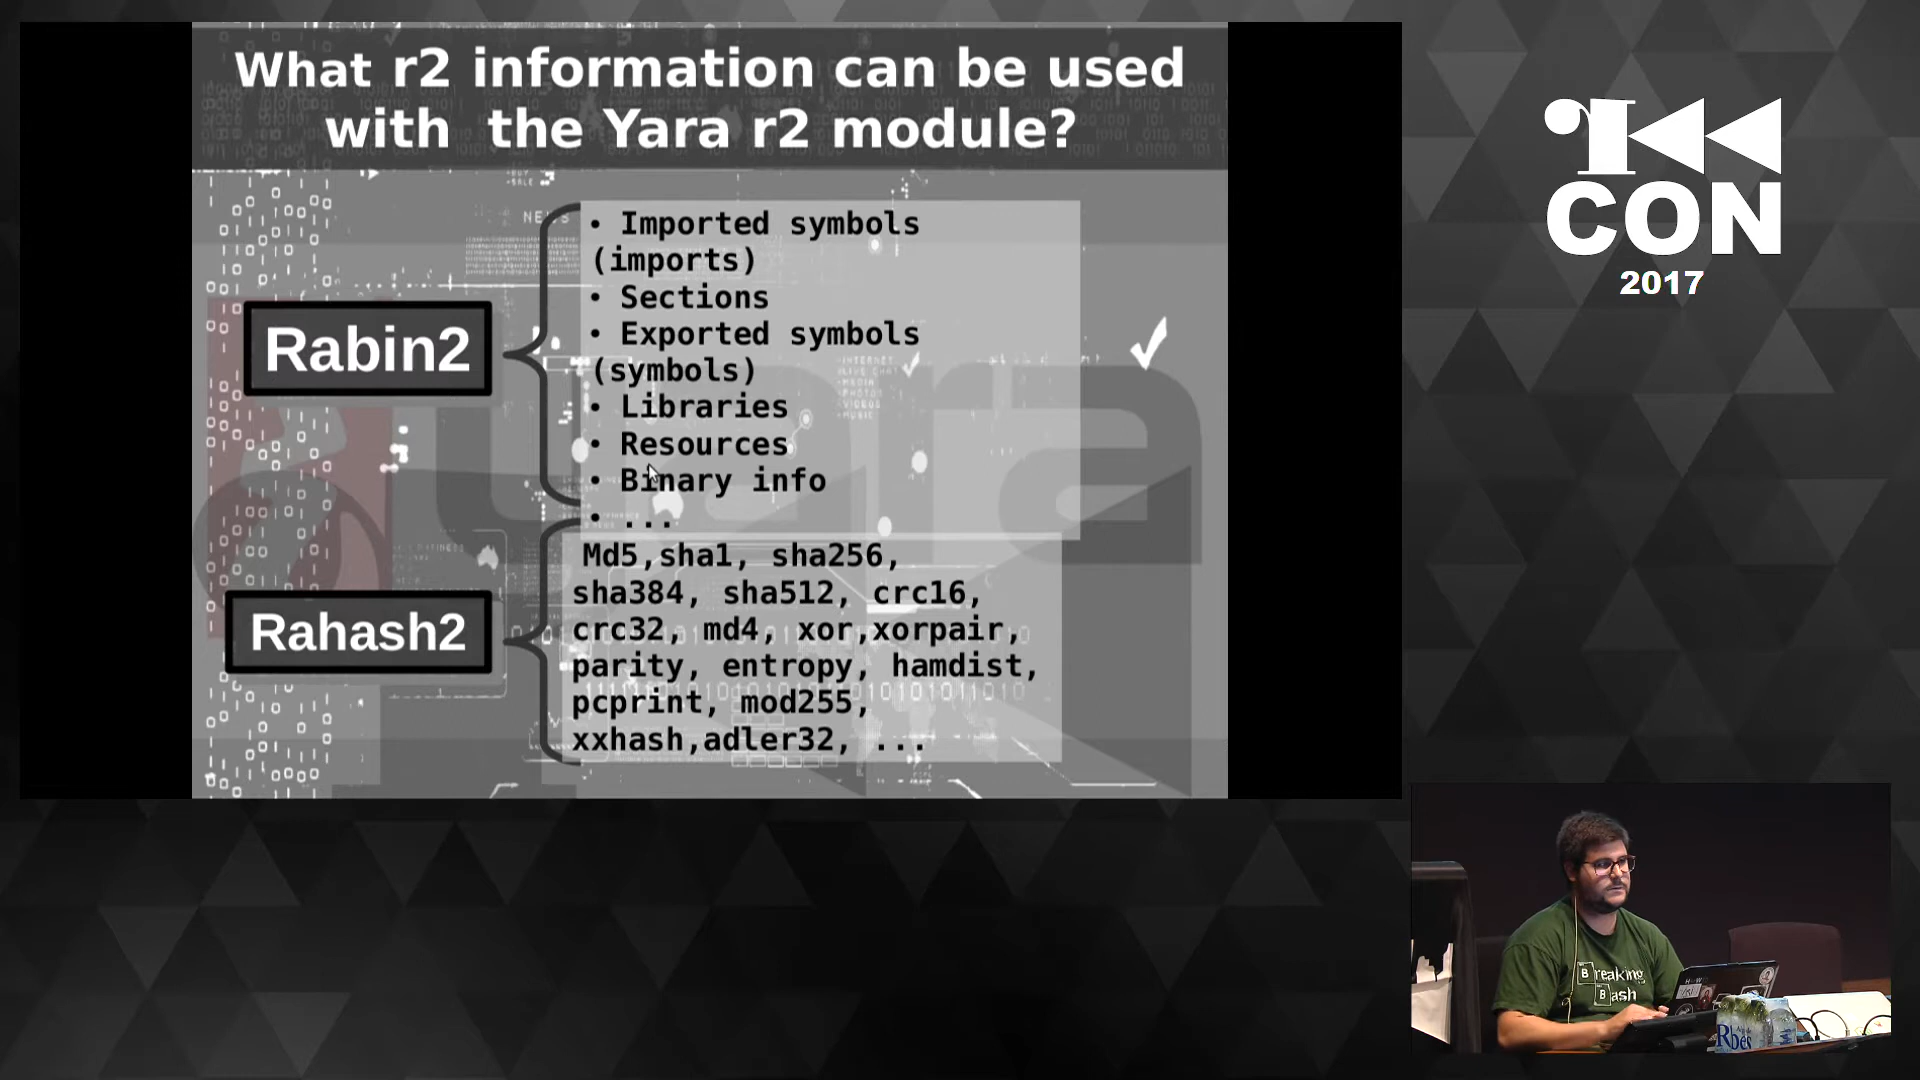 What r2 information can be used
with the Yara r2 module?
• Imported symbols
(imports)
• Sections
• Exported symbols
(symbols)
• Libraries
• Resources
• Binary info
• ...
Rabin2
Md5,sha1, sha256,
sha384, sha512, crc16,
crc32, md4, xor,xorpair,
parity, entropy, hamdist,
pcprint, mod255,
xxhash,adler32, ...
Rahash2
CON
2017
Breaking
Bash